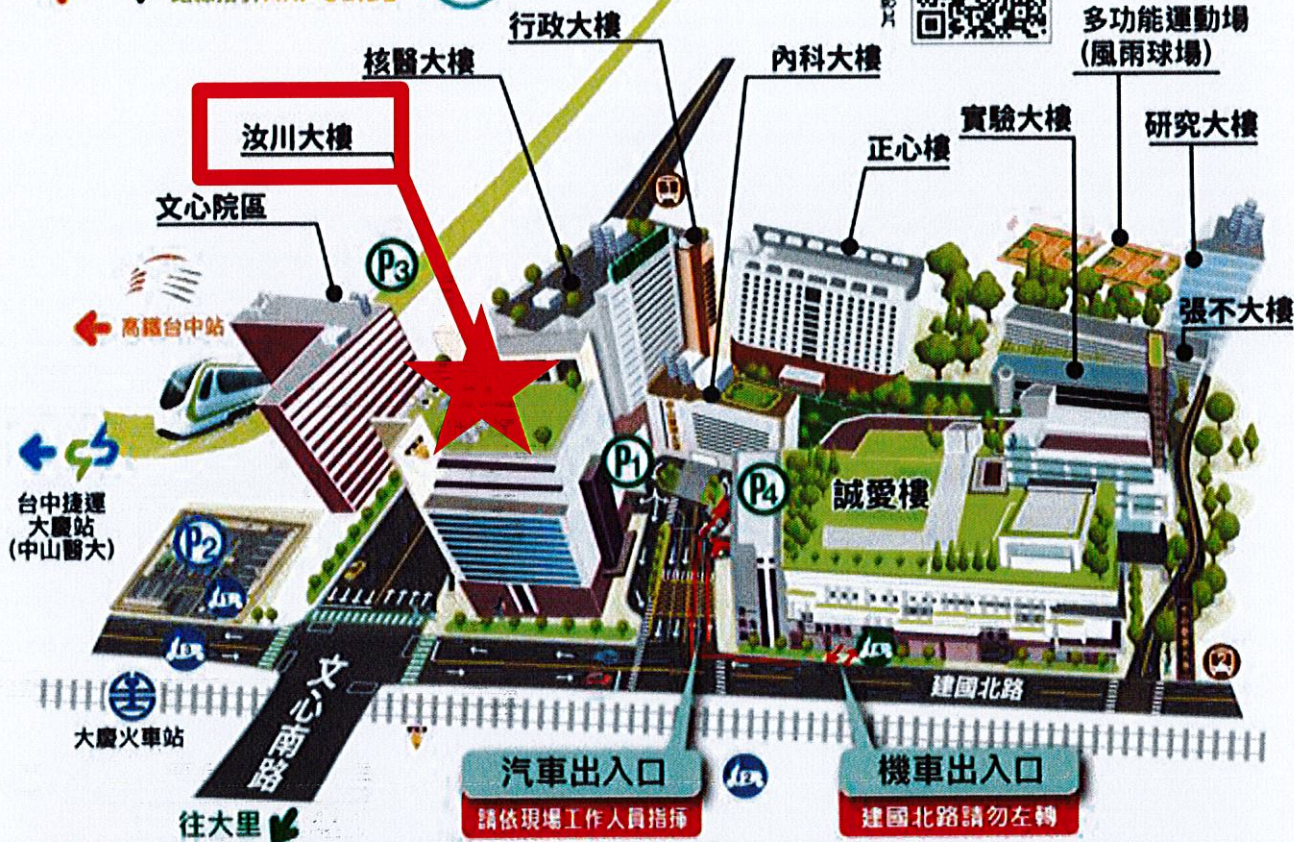 行政大樓
多功能運動場
(風雨球場)
核醫大樓
內科大樓
汝川大樓
正心樓
實驗大樓
研究大樓
文心院區
P3
高鐵台中站
張不大樓
台中捷運
大慶站
(中山醫大)
P1
P4
誠愛樓
P2
大慶火車站
文心南路
建國北路
2
汽車出入口
請依現場工作人員指揮
機車出入口
建國北路請勿左轉
往大里